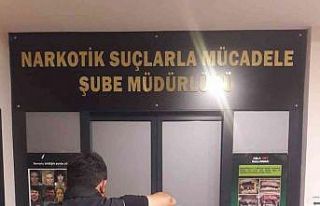 NARKOTİK SUÇLARLA MÜCADELE
ŞUBE MÜDÜRLÜĞÜ